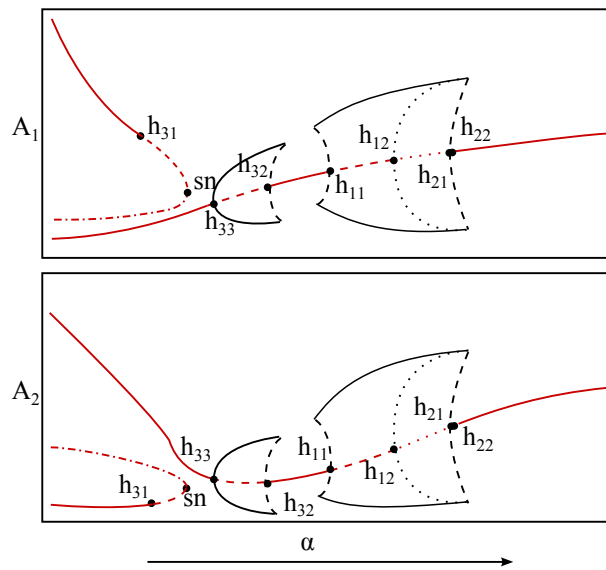 A₁
h₃₁
sn
h₃₃
h₃₂
h₁₁
h₁₂
h₂₁
h₂₂
A₂
h₃₁
sn
h₃₃
h₃₂
h₁₁
h₁₂
h₂₁
h₂₂
α